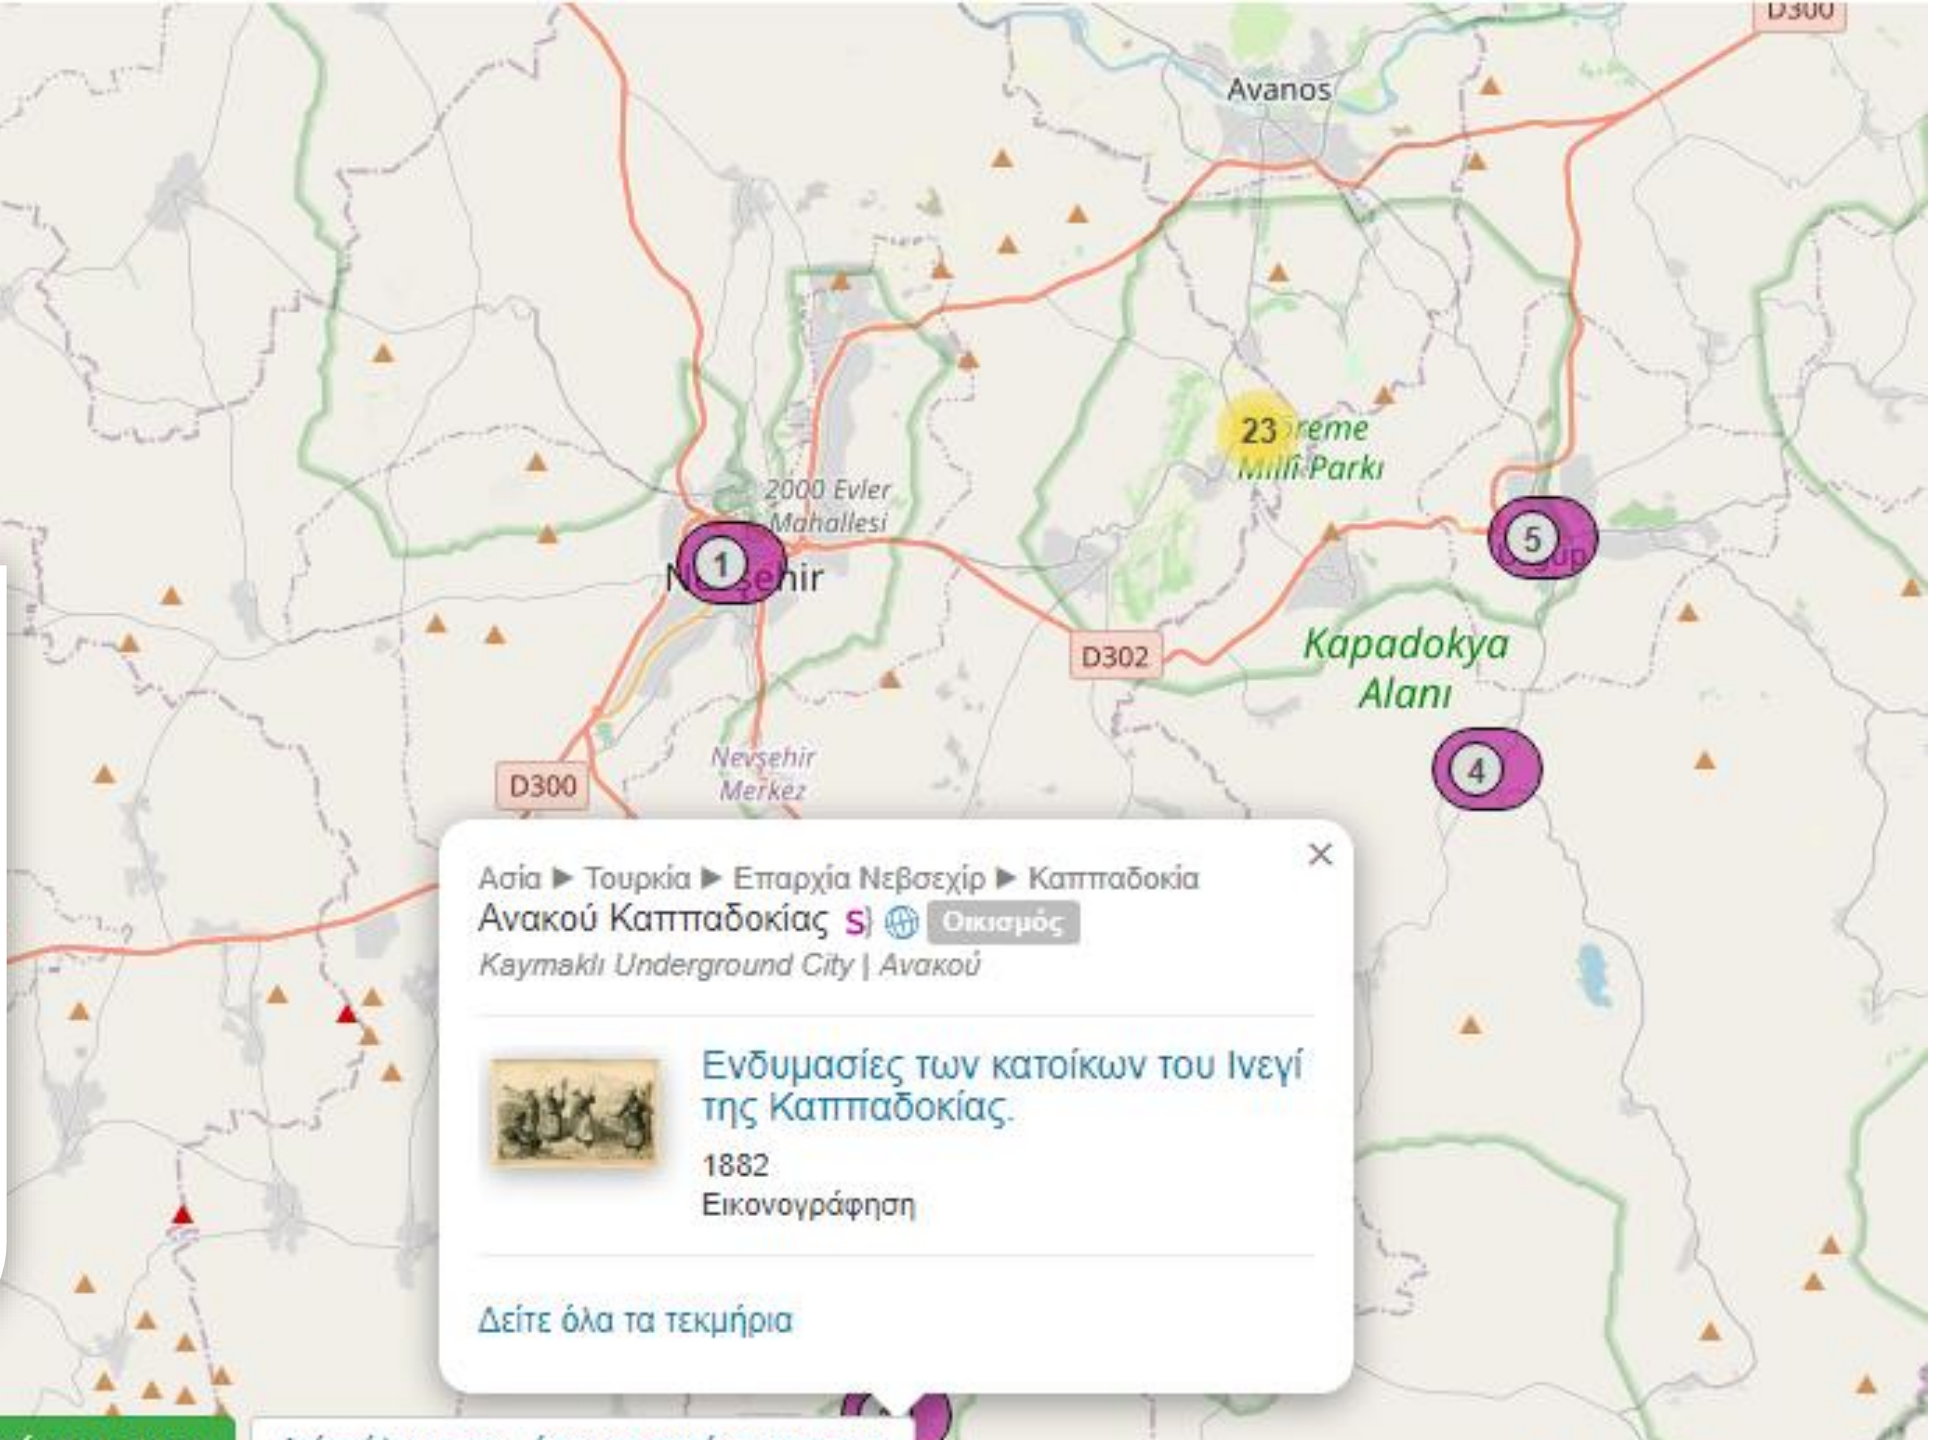 D300
Avanos
23
Millî Parkı
2000 Evler
Mahallesi
1
5
D302
Kapadokya
Alanı
4
Nevşehir
Merkez
D300
×
Ασία ▶ Τουρκία ▶ Επαρχία Νεβσεχίρ ▶ Καππαδοκία
Ανακού Καππαδοκίας S} Οικισμός
Kaymaklı Underground City | Ανακού
Ενδυμασίες των κατοίκων του Ινεγί
της Καππαδοκίας.
1882
Εικονογράφηση
Δείτε όλα τα τεκμήρια